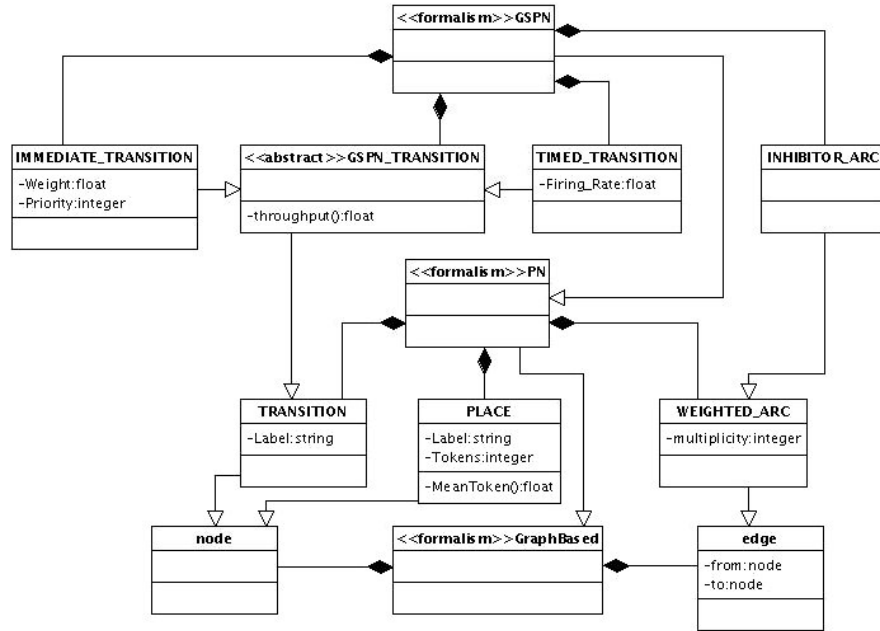 <<formalism>>GSPN
IMMEDIATE_TRANSITION
-Weight:float
-Priority:integer
<<abstract>>GSPN_TRANSITION
-throughput():float
TIMED_TRANSITION
-Firing_Rate:float
INHIBITOR_ARC
<<formalism>>PN
TRANSITION
-Label:string
PLACE
-Label:string
-Tokens:integer
-MeanToken():float
WEIGHTED_ARC
-multiplicity:integer
node
<<formalism>>GraphBased
edge
-from:node
-to:node